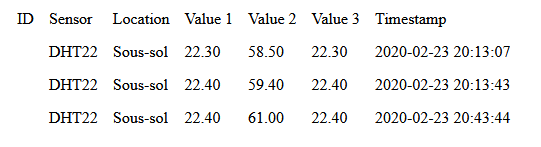 ID Sensor Location Value 1 Value 2 Value 3 Timestamp
DHT22 Sous-sol 22.30 58.50 22.30 2020-02-23 20:13:07
DHT22 Sous-sol 22.40 59.40 22.40 2020-02-23 20:13:43
DHT22 Sous-sol 22.40 61.00 22.40 2020-02-23 20:43:44